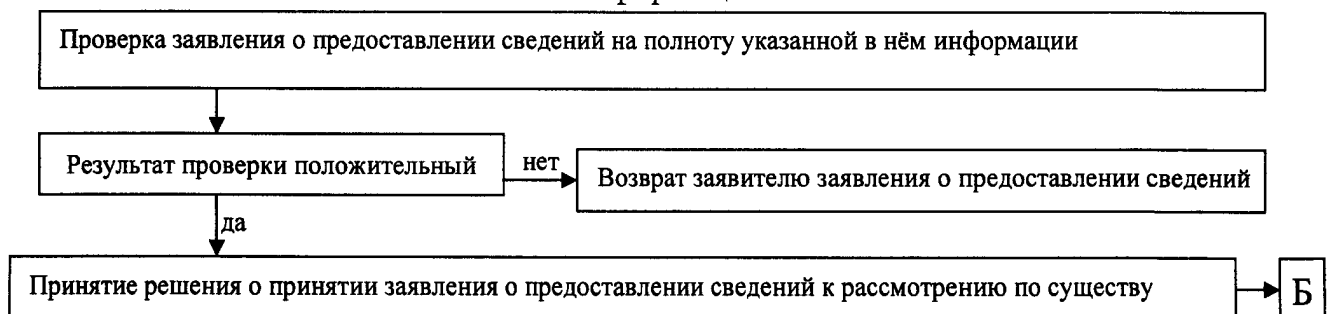 Проверка заявления о предоставлении сведений на полноту указанной в нём информации
Результат проверки положительный
нет
Возврат заявителю заявления о предоставлении сведений
да
Принятие решения о принятии заявления о предоставлении сведений к рассмотрению по существу
Б